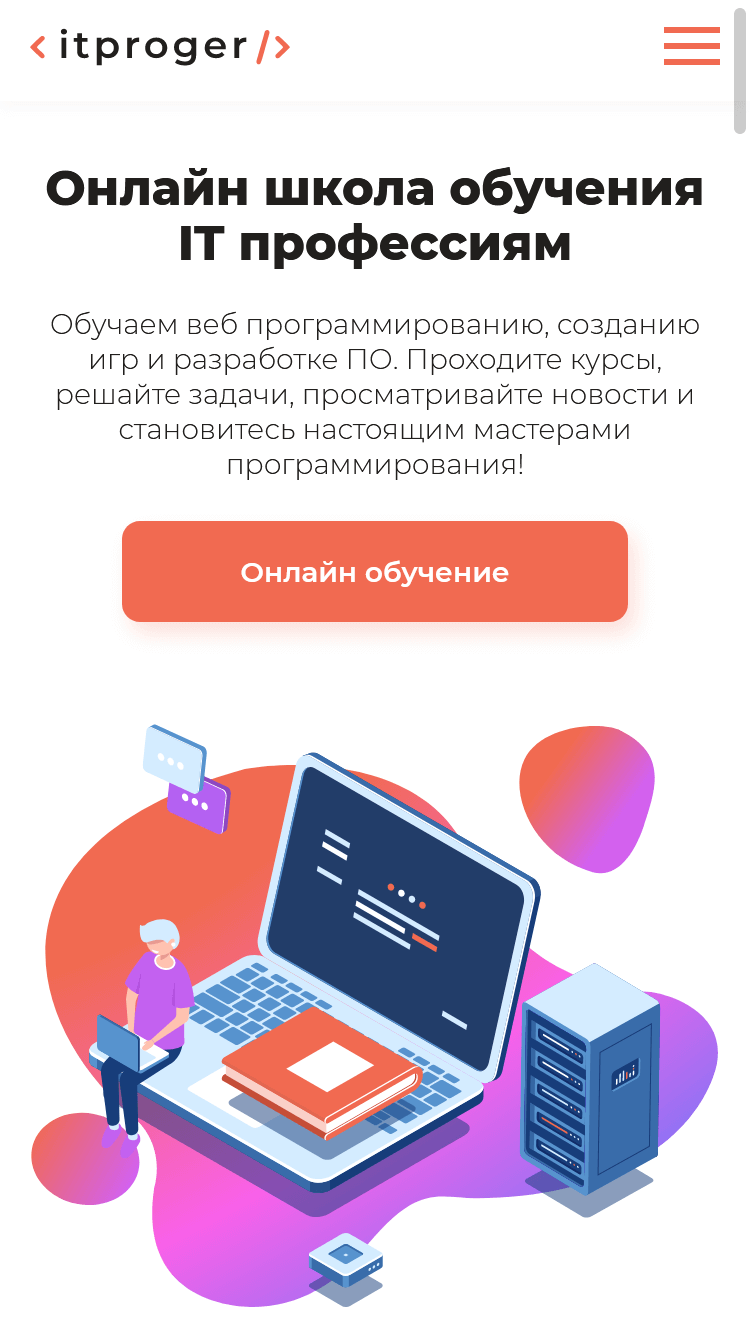 < itproger />
Онлайн школа обучения
IT профессиям
Обучаем веб программированию, созданию
игр и разработке ПО. Проходите курсы,
решайте задачи, просматривайте новости и
становитесь настоящим мастерами
программирования!
Онлайн обучение